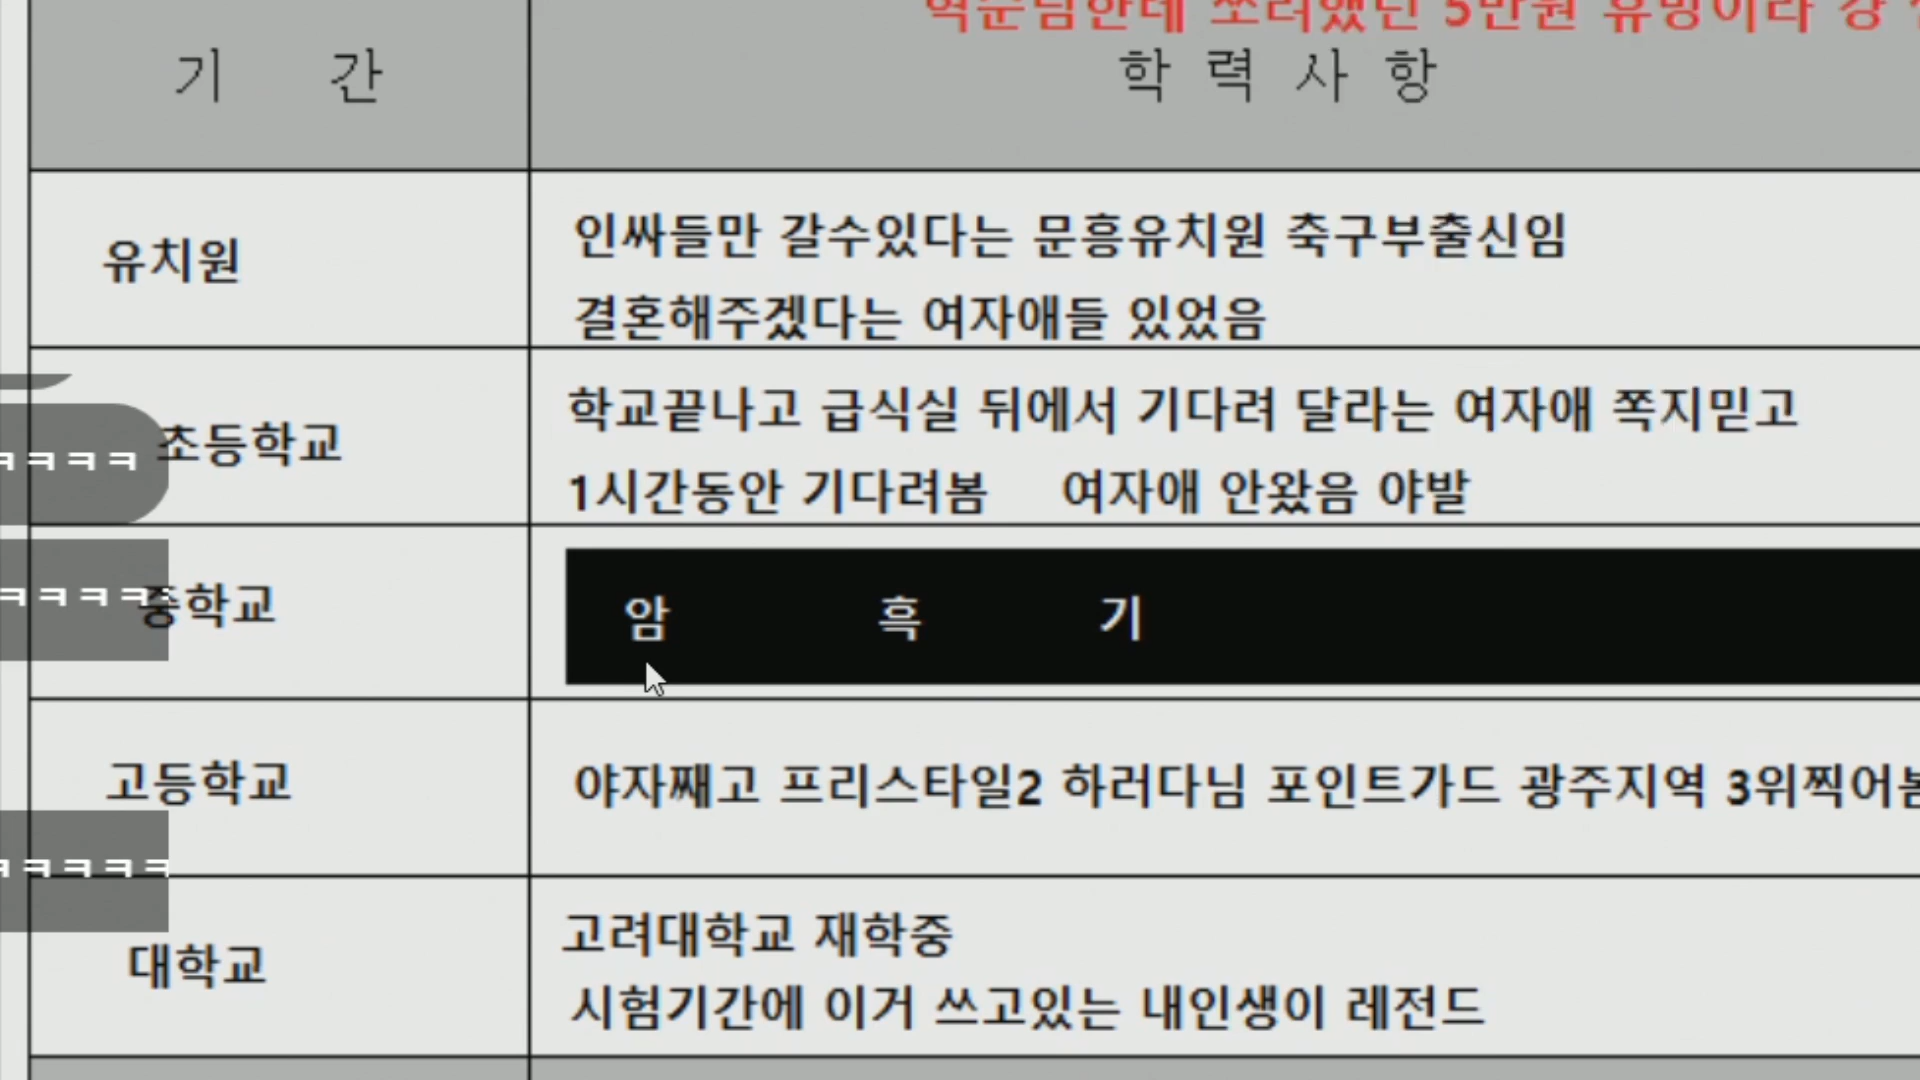 5만원
기 간
학 력 사 항
유치원
인싸들만 갈수있다는 문흥유치원 축구부출신임
결혼해주겠다는 여자애들 있었음
초등학교
학교끝나고 급식실 뒤에서 기다려 달라는 여자애 쪽지믿고
1시간동안 기다려봄 여자애 안왔음 야발
ㅋㅋㅋㅋ
중학교
암 흑 기
ㅋㅋㅋㅋ
고등학교
야자째고 프리스타일2 하러다님 포인트가드 광주지역 3위찍어봄
대학교
고려대학교 재학중
시험기간에 이거 쓰고있는 내인생이 레전드
ㅋㅋㅋㅋㅋ